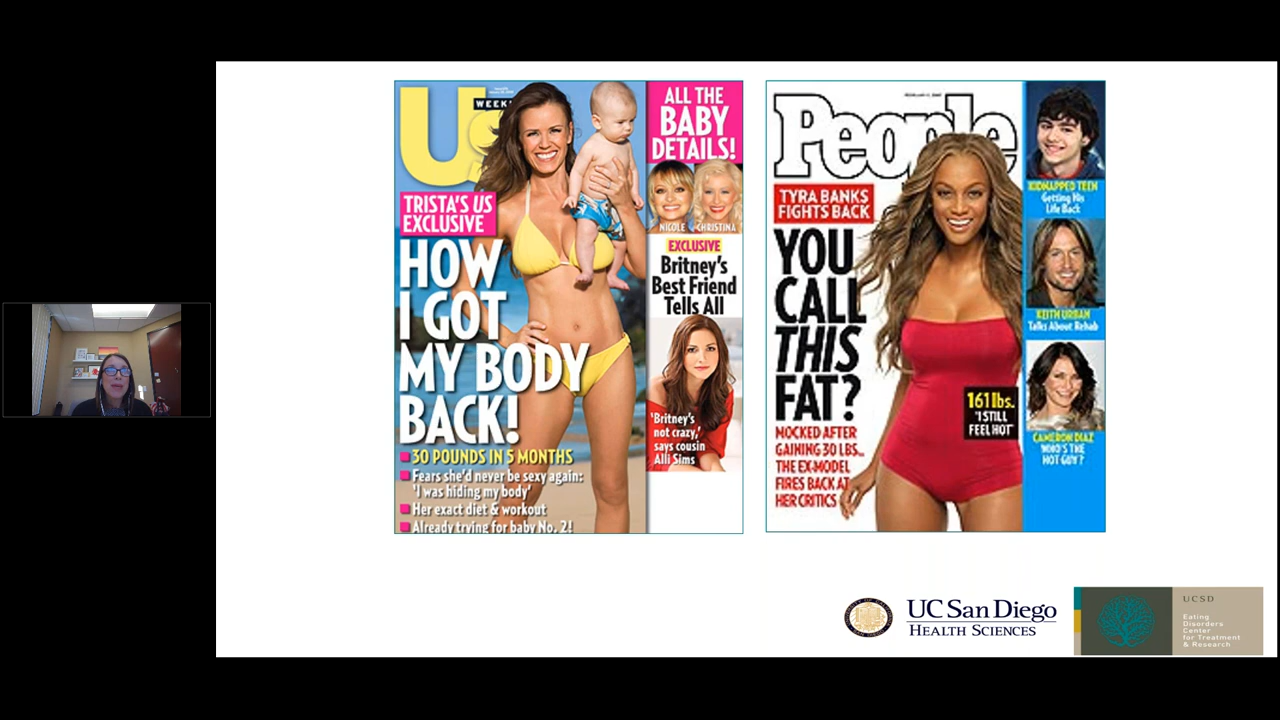 Us
WEEKLY
TRISTA'S US
EXCLUSIVE
HOW
I GOT
MY BODY
BACK!
30 POUNDS IN 5 MONTHS
Fears she'd never be sexy again:
'I was hiding my body'
Her exact diet & workout
Already trying for baby No. 2!
ALL THE
BABY
DETAILS!
NICOLE CHRISTINA
EXCLUSIVE
Britney's
Best Friend
Tells All
'Britney's
not crazy,'
says cousin
Alli Sims
People
TYRA BANKS
FIGHTS BACK
YOU
CALL
THIS
FAT?
MOCKED AFTER
GAINING 30 LBS...
THE EX-MODEL
FIRES BACK AT
HER CRITICS
161 lbs.
'I STILL
FEEL HOT'
KIDNAPPED TEEN
Getting His
Life Back
KEITH URBAN
Talks About Rehab
CAMERON DIAZ
WHO'S THE
HOT GUY?
UC San Diego
HEALTH SCIENCES
UCSD
Eating
Disorders
Center
for Treatment
& Research